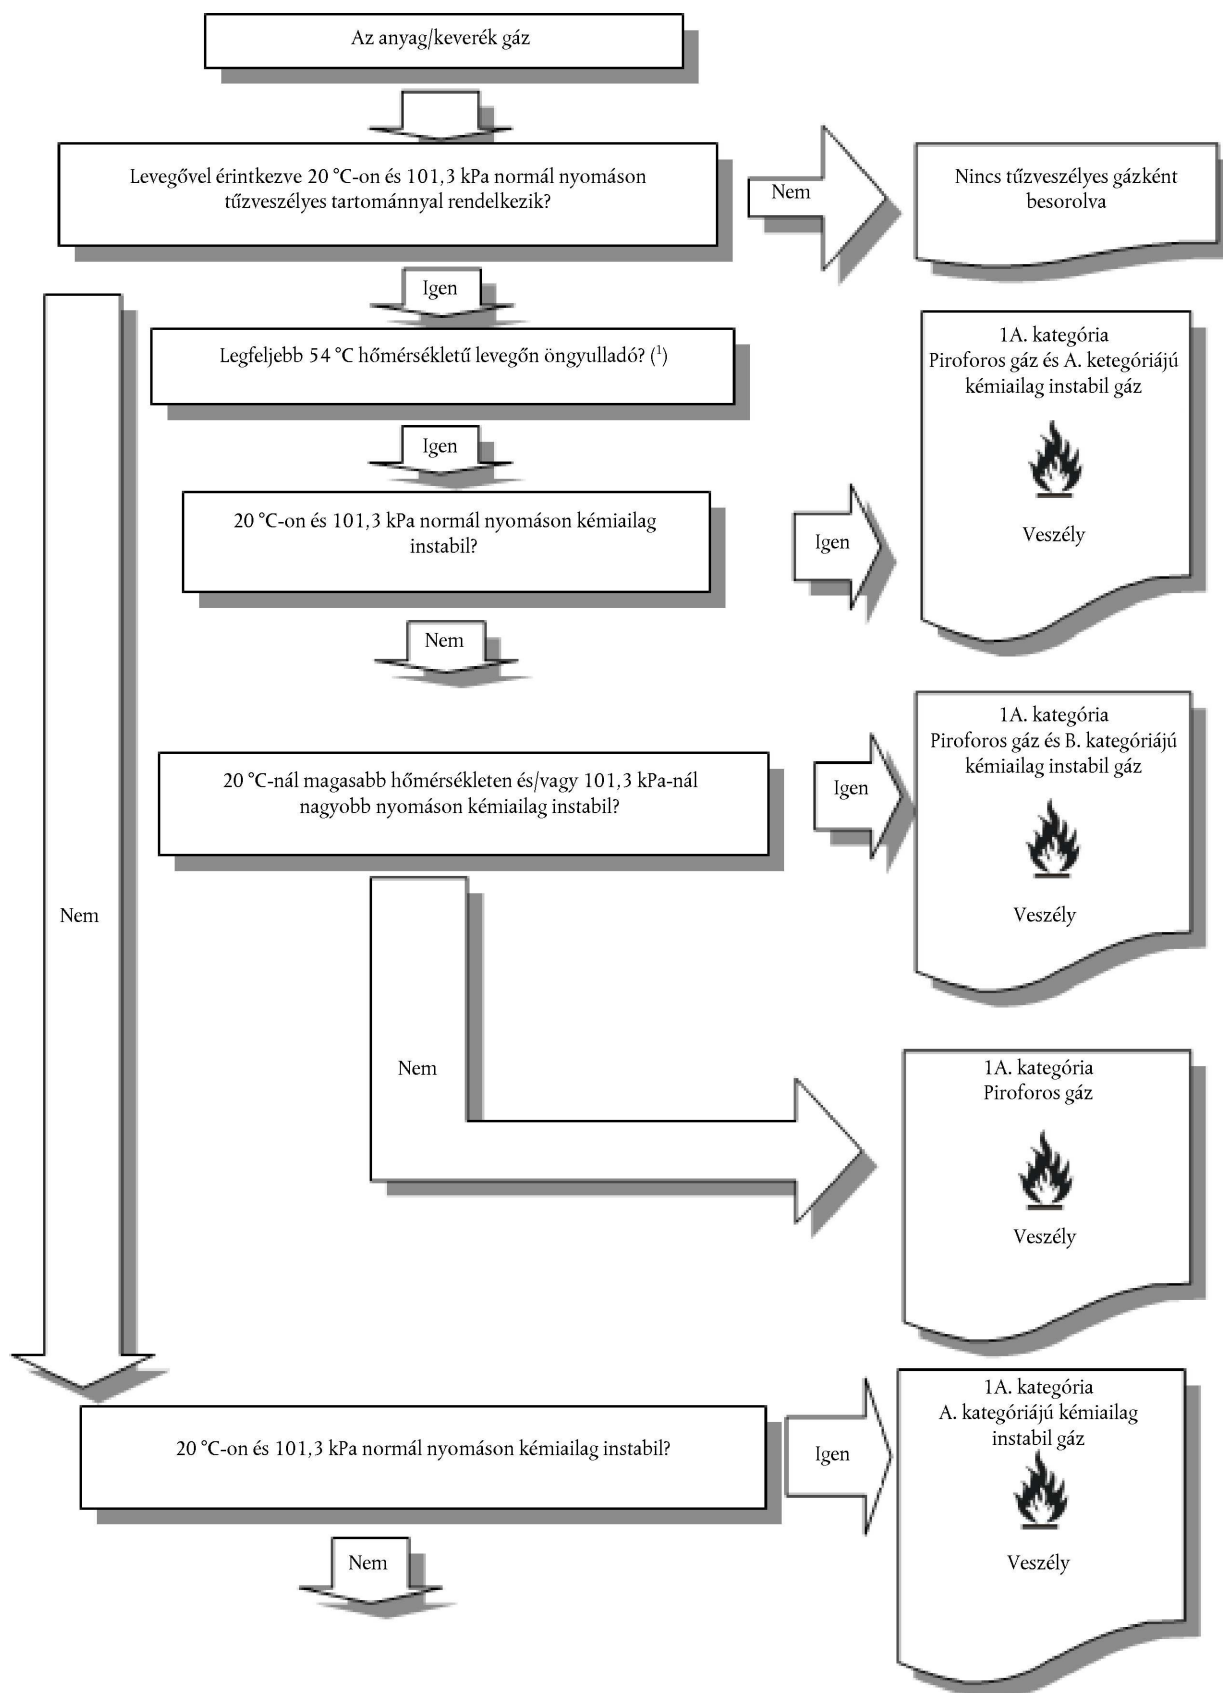 Az anyag/keverék gáz
Levegővel érintkezve 20 °C-on és 101,3 kPa normál nyomáson
tűzveszélyes tartománnyal rendelkezik?
Nem
Nincs tűzveszélyes gázként
besorolva
Igen
Legfeljebb 54 °C hőmérsékletű levegőn öngyulladó? (¹)
1A. kategória
Piroforos gáz és A. ketegóriájú
kémiailag instabil gáz
Veszély
Igen
20 °C-on és 101,3 kPa normál nyomáson kémiailag
instabil?
Igen
Nem
1A. kategória
Piroforos gáz és B. kategóriájú
kémiailag instabil gáz
Veszély
20 °C-nál magasabb hőmérsékleten és/vagy 101,3 kPa-nál
nagyobb nyomáson kémiailag instabil?
Igen
Nem
Nem
1A. kategória
Piroforos gáz
Veszély
20 °C-on és 101,3 kPa normál nyomáson kémiailag instabil?
Igen
1A. kategória
A. kategóriájú kémiailag
instabil gáz
Veszély
Nem